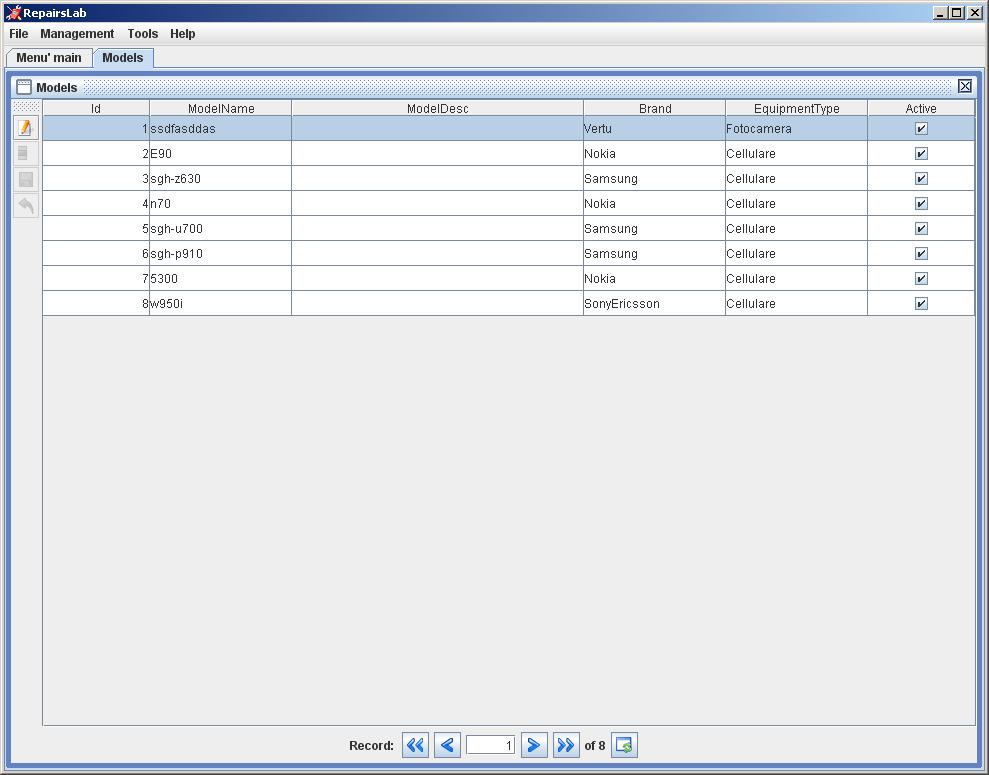 RepairsLab
File Management Tools Help
Menu' main Models
Models
Id ModelName ModelDesc Brand EquipmentType Active
1 ssdfasddas Vertu Fotocamera
2 E90 Nokia Cellulare
3 sgh-z630 Samsung Cellulare
4 n70 Nokia Cellulare
5 sgh-u700 Samsung Cellulare
6 sgh-p910 Samsung Cellulare
7 5300 Nokia Cellulare
8 w950i SonyEricsson Cellulare
Record: 1 of 8